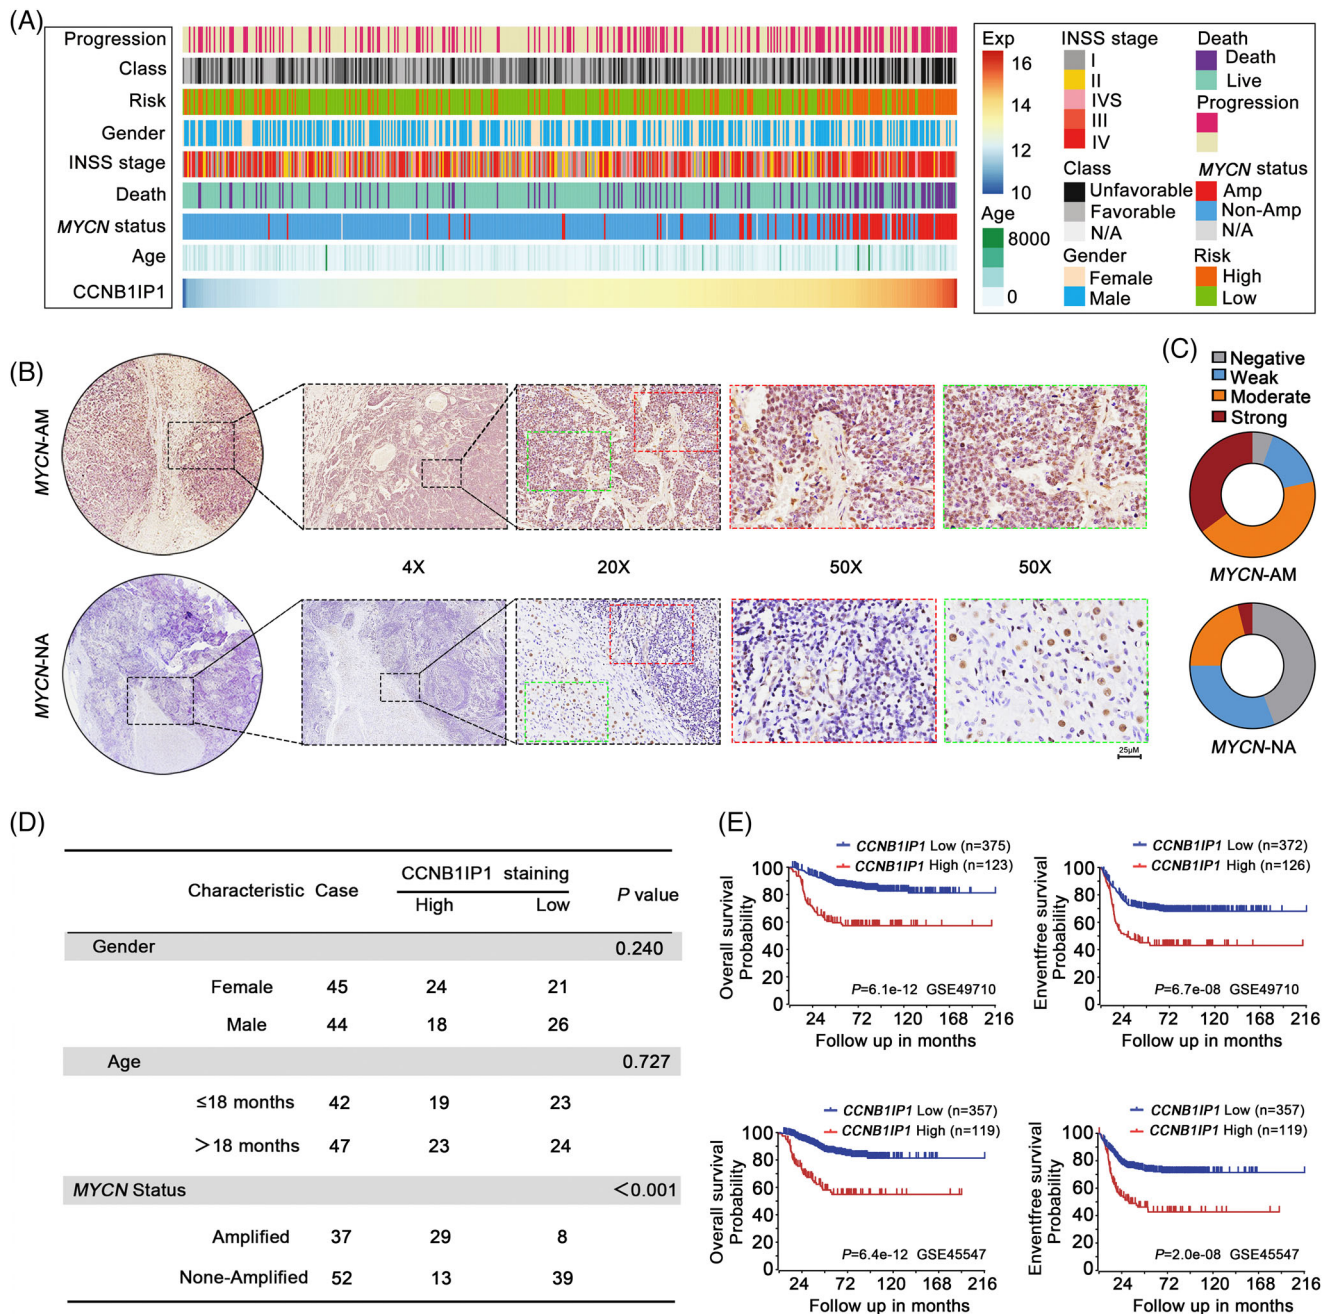 (A)
Progression
Class
Risk
Gender
INSS stage
Death
MYCN status
Age
CCNB1IP1
Exp
16
14
12
10
Age
8000
0
INSS stage
I
II
IVS
III
IV
Class
Unfavorable
Favorable
N/A
Gender
Female
Male
Death
Death
Live
Progression
MYCN status
Amp
Non-Amp
N/A
Risk
High
Low
(B)
MYCN-AM
4X 20X 50X 50X
MYCN-NA
25μM
(C)
Negative
Weak
Moderate
Strong
MYCN-AM
MYCN-NA
(D)
Characteristic Case CCNB1IP1 staining P value
High Low
Gender 0.240
Female 45 24 21
Male 44 18 26
Age 0.727
≤18 months 42 19 23
>18 months 47 23 24
MYCN Status <0.001
Amplified 37 29 8
None-Amplified 52 13 39
(E)
CCNB1IP1 Low (n=375)
CCNB1IP1 High (n=123)
Overall survival
Probability
100
80
60
40
20
0
P=6.1e-12 GSE49710
24 72 120 168 216
Follow up in months
CCNB1IP1 Low (n=372)
CCNB1IP1 High (n=126)
Enventfree survival
Probability
100
80
60
40
20
0
P=6.7e-08 GSE49710
24 72 120 168 216
Follow up in months
CCNB1IP1 Low (n=357)
CCNB1IP1 High (n=119)
Overall survival
Probability
100
80
60
40
20
0
P=6.4e-12 GSE45547
24 72 120 168 216
Follow up in months
CCNB1IP1 Low (n=357)
CCNB1IP1 High (n=119)
Enventfree survival
Probability
100
80
60
40
20
0
P=2.0e-08 GSE45547
24 72 120 168 216
Follow up in months